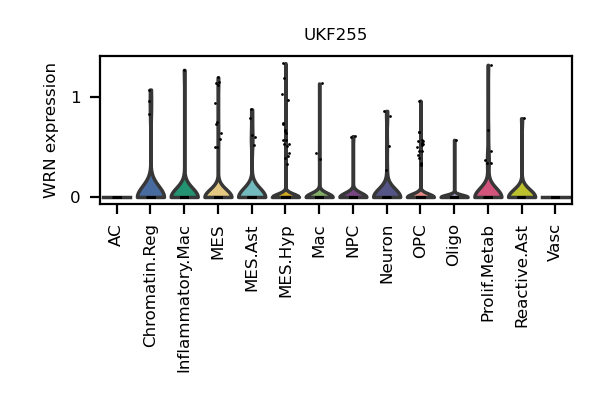 UKF255
WRN expression
1
0
AC
Chromatin.Reg
Inflammatory.Mac
MES
MES.Ast
MES.Hyp
Mac
NPC
Neuron
OPC
Oligo
Prolif.Metab
Reactive.Ast
Vasc